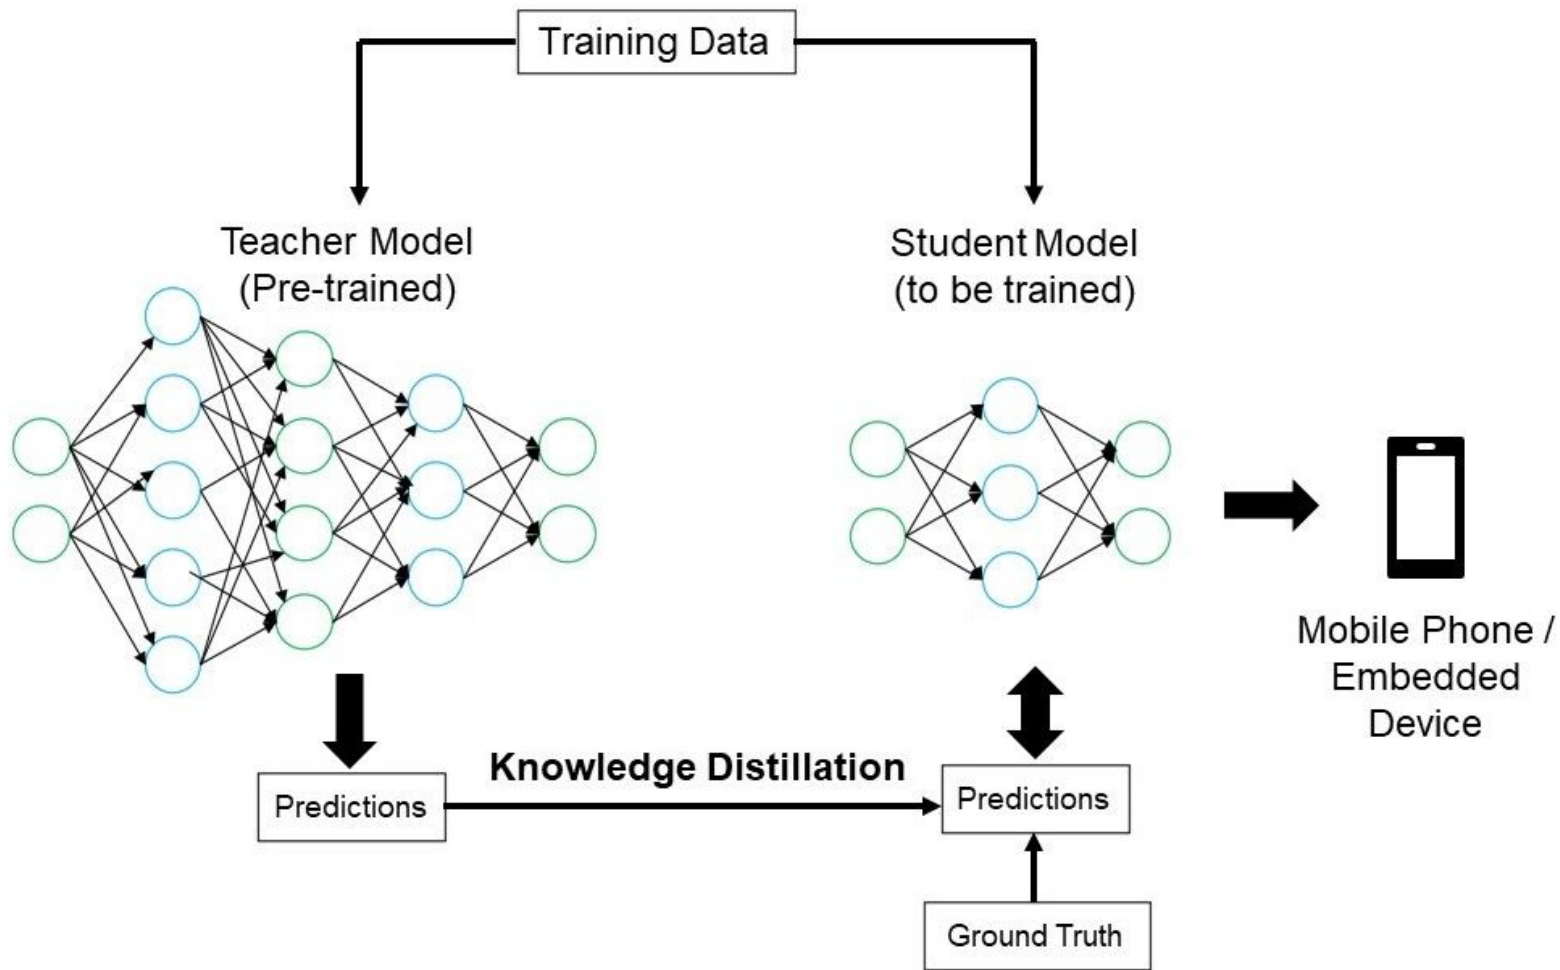 Training Data
Teacher Model
(Pre-trained)
Student Model
(to be trained)
Mobile Phone /
Embedded
Device
Knowledge Distillation
Predictions
Predictions
Ground Truth